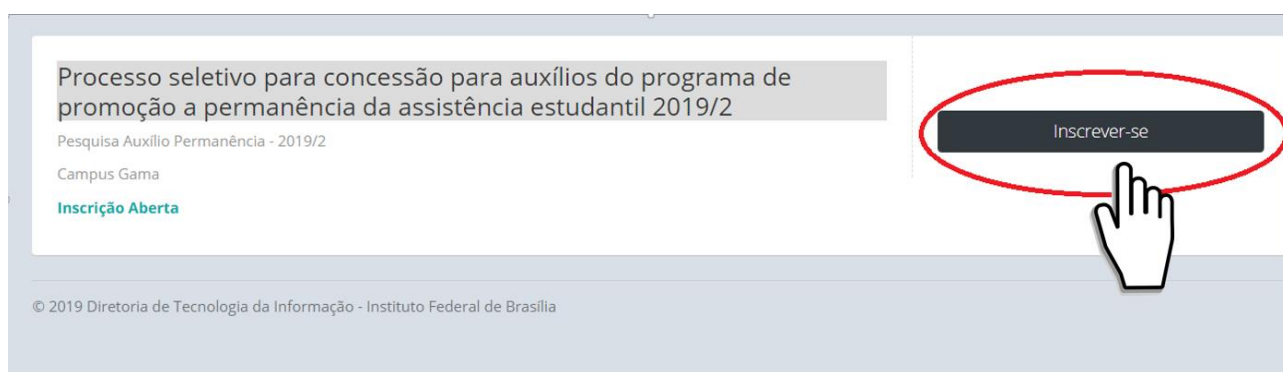 Processo seletivo para concessão para auxílios do programa de
promoção a permanência da assistência estudantil 2019/2
Pesquisa Auxílio Permanência - 2019/2
Campus Gama
Inscrição Aberta
Inscrever-se
© 2019 Diretoria de Tecnologia da Informação - Instituto Federal de Brasília